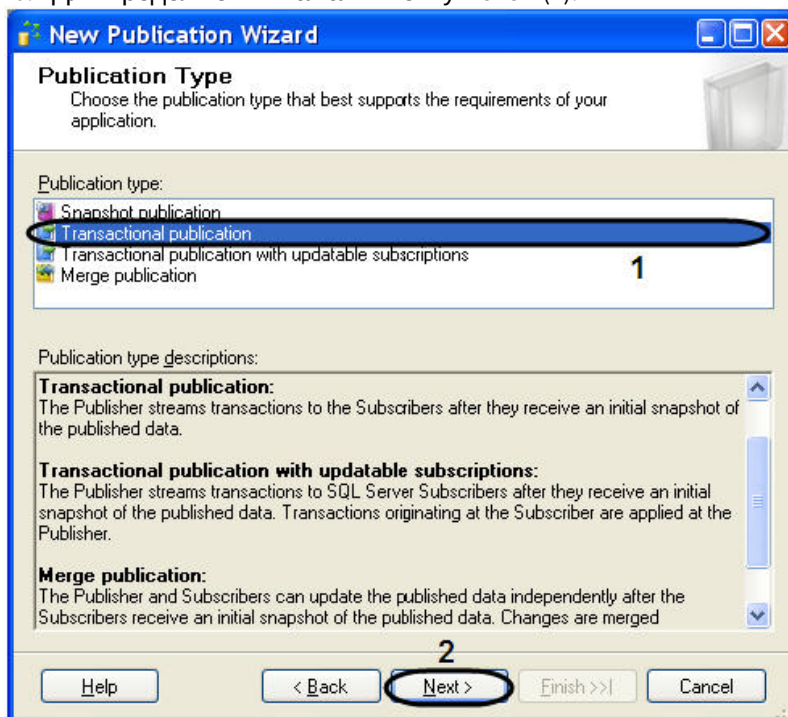 New Publication Wizard
Publication Type
Choose the publication type that best supports the requirements of your
application.
Publication type:
Snapshot publication
Transactional publication
Transactional publication with updatable subscriptions
1
Merge publication
Publication type descriptions:
Transactional publication:
The Publisher streams transactions to the Subscribers after they receive an initial snapshot of
the published data.
Transactional publication with updatable subscriptions:
The Publisher streams transactions to SQL Server Subscribers after they receive an initial
snapshot of the published data. Transactions originating at the Subscriber are applied at the
Publisher.
Merge publication:
The Publisher and Subscribers can update the published data independently after the
Subscribers receive an initial snapshot of the published data. Changes are merged
2
Help
< Back
Next >
Finish >>|
Cancel